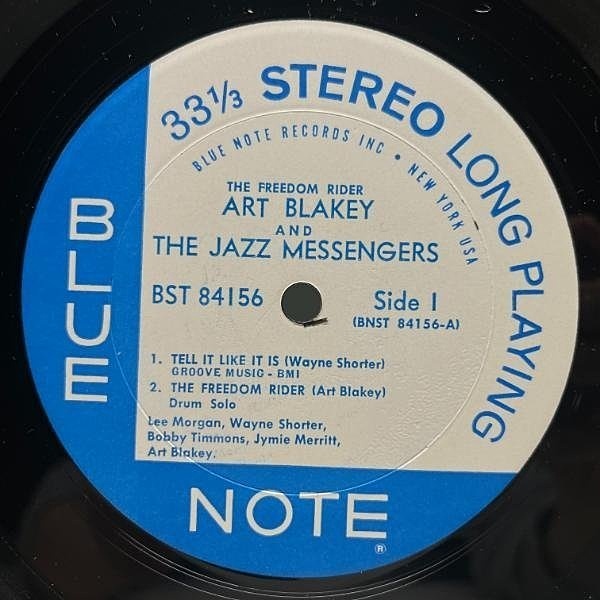 33⅓ STEREO LONG PLAYING
BLUE NOTE RECORDS INC • NEW YORK USA
THE FREEDOM RIDER
ART BLAKEY
AND
THE JAZZ MESSENGERS
BST 84156
Side 1
(BNST 84156-A)
1. TELL IT LIKE IT IS (Wayne Shorter)
GROOVE MUSIC - BMI
2. THE FREEDOM RIDER (Art Blakey)
Drum Solo
Lee Morgan, Wayne Shorter,
Bobby Timmons, Jymie Merritt,
Art Blakey.
BLUE
NOTE
®